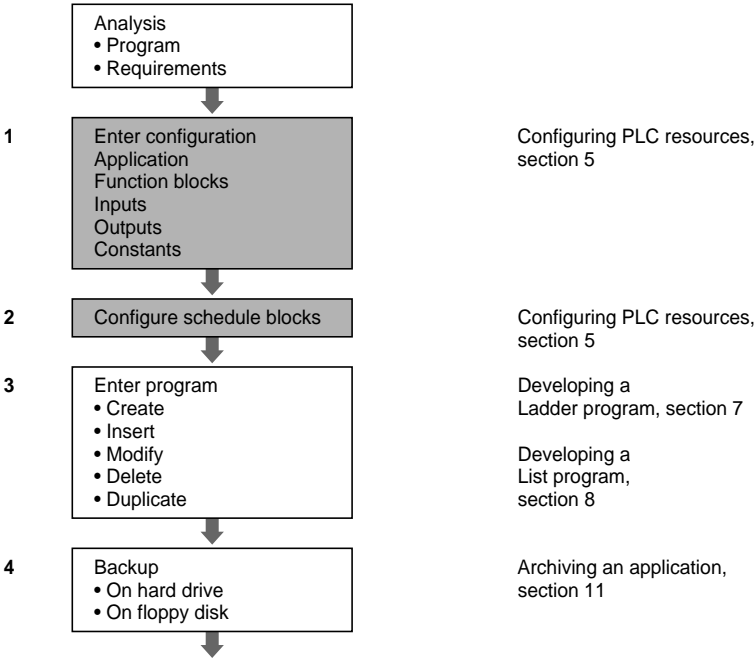 Analysis
• Program
• Requirements
1
Enter configuration
Application
Function blocks
Inputs
Outputs
Constants
Configuring PLC resources,
section 5
2
Configure schedule blocks
Configuring PLC resources,
section 5
3
Enter program
• Create
• Insert
• Modify
• Delete
• Duplicate
Developing a
Ladder program, section 7
Developing a
List program,
section 8
4
Backup
• On hard drive
• On floppy disk
Archiving an application,
section 11